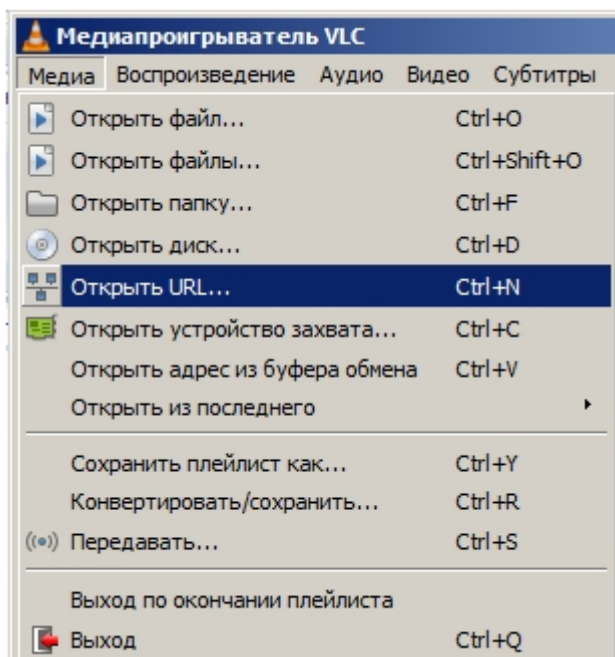 Медиапроигрыватель VLC
Медиа Воспроизведение Аудио Видео Субтитры
Открыть файл... Ctrl+O
Открыть файлы... Ctrl+Shift+O
Открыть папку... Ctrl+F
Открыть диск... Ctrl+D
Открыть URL... Ctrl+N
Открыть устройство захвата... Ctrl+C
Открыть адрес из буфера обмена Ctrl+V
Открыть из последнего
Сохранить плейлист как... Ctrl+Y
Конвертировать/сохранить... Ctrl+R
Передавать... Ctrl+S
Выход по окончании плейлиста
Выход Ctrl+Q